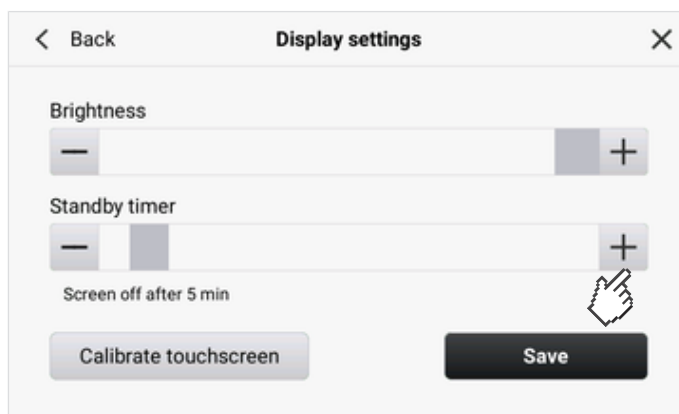 Back
Display settings
Brightness
Standby timer
Screen off after 5 min
Calibrate touchscreen
Save